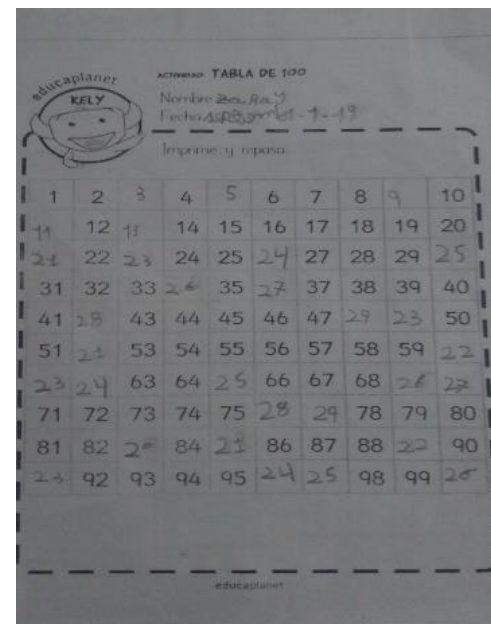 educaplanet
KELY
ACTIVIDAD: TABLA DE 100
Nombre
Fecha
Imprime y repasa
1 2 3 4 5 6 7 8 9 10
11 12 13 14 15 16 17 18 19 20
21 22 23 24 25 24 27 28 29 25
31 32 33 26 35 27 37 38 39 40
41 28 43 44 45 46 47 29 23 50
51 21 53 54 55 56 57 58 59 22
23 24 63 64 25 66 67 68 26 27
71 72 73 74 75 28 29 78 79 80
81 82 20 84 21 86 87 88 22 90
23 92 93 94 95 24 25 98 99 26
educaplanet